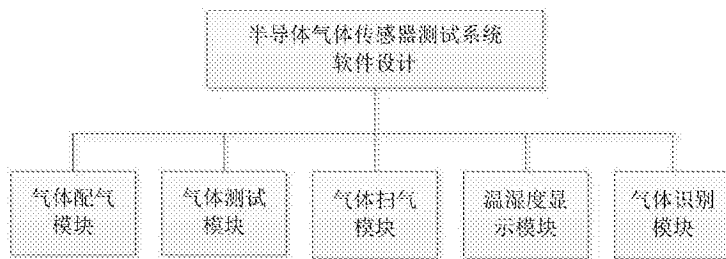 半导体气体传感器测试系统
软件设计
气体配气
模块
气体测试
模块
气体扫气
模块
温湿度显
示模块
气体识别
模块